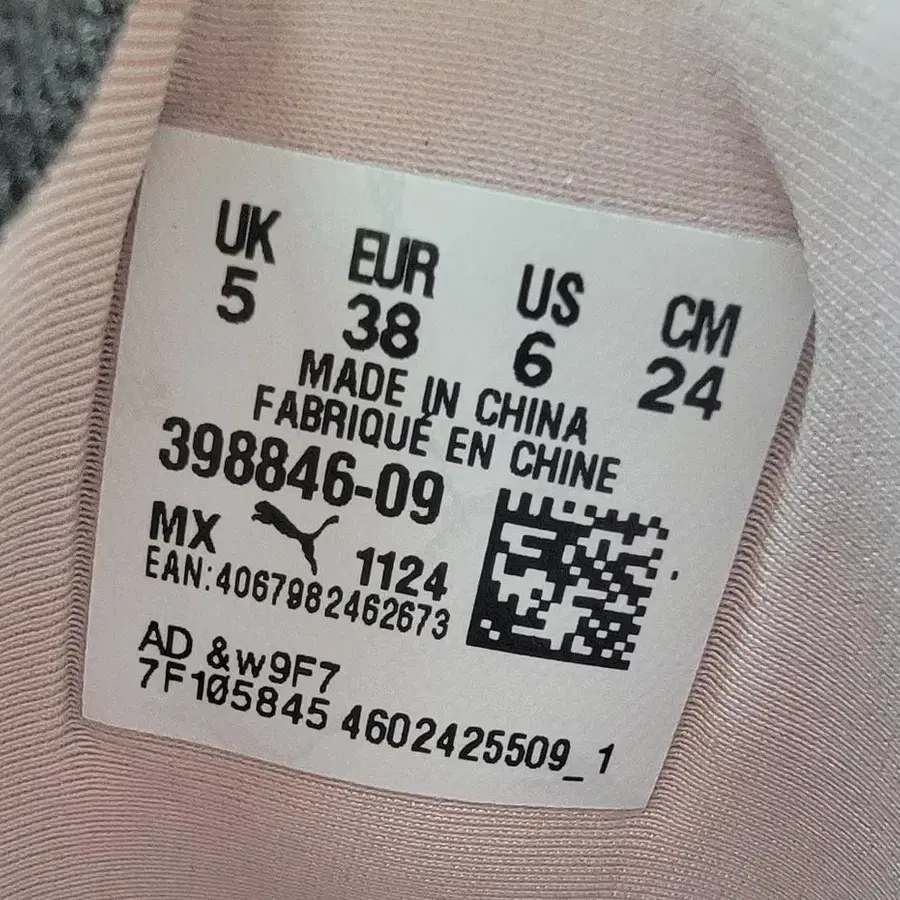 UK EUR US CM
5 38 6 24
MADE IN CHINA
FABRIQUÉ EN CHINE
398846-09
MX 1124
EAN:4067982462673
AD &w9F7
7F105845 4602425509_1